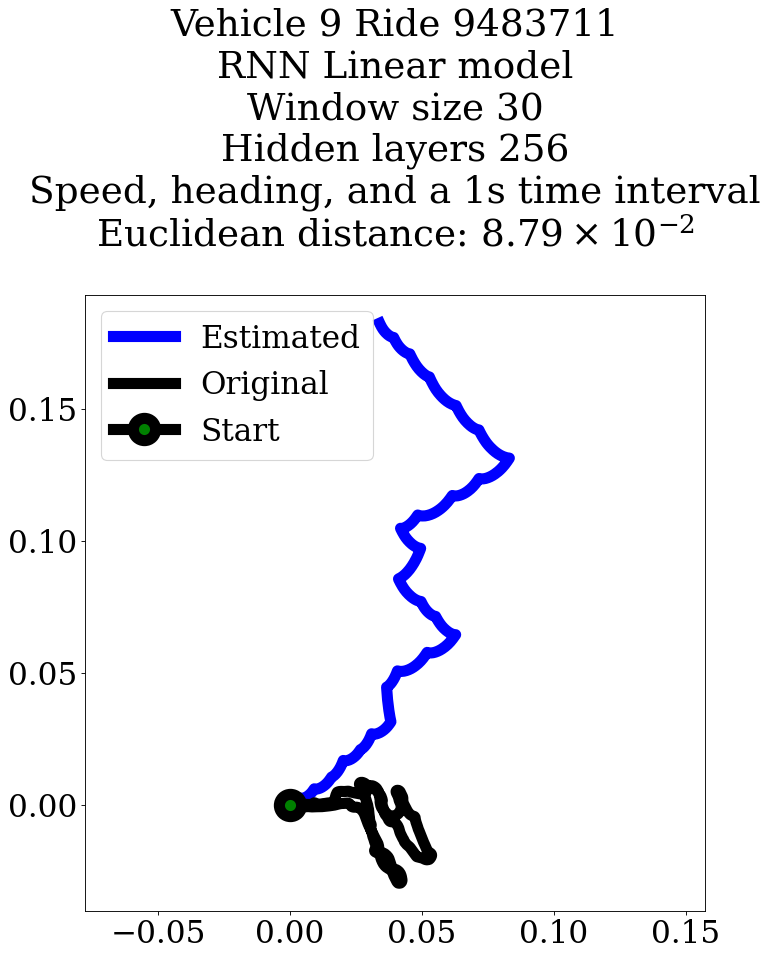 Vehicle 9 Ride 9483711
RNN Linear model
Window size 30
Hidden layers 256
Speed, heading, and a 1s time interval
Euclidean distance: 8.79 × 10⁻²
Estimated
Original
Start
0.15
0.10
0.05
0.00
−0.05 0.00 0.05 0.10 0.15